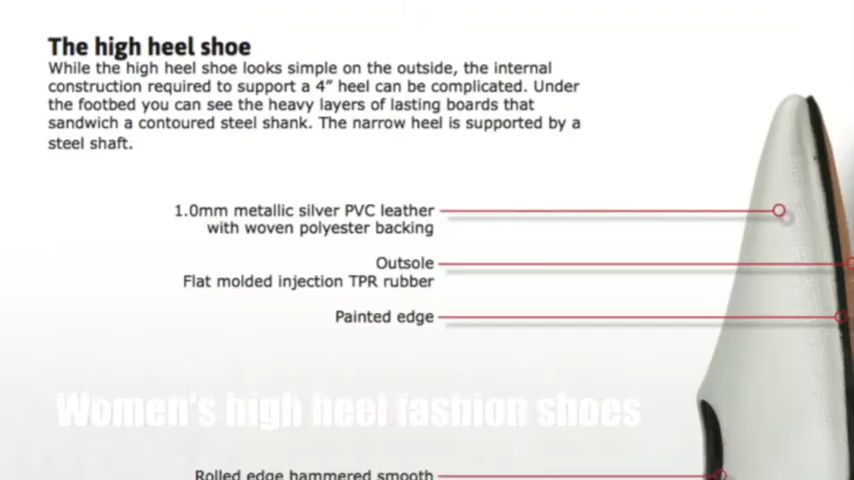 The high heel shoe
While the high heel shoe looks simple on the outside, the internal
construction required to support a 4” heel can be complicated. Under
the footbed you can see the heavy layers of lasting boards that
sandwich a contoured steel shank. The narrow heel is supported by a
steel shaft.
1.0mm metallic silver PVC leather
with woven polyester backing
Outsole
Flat molded injection TPR rubber
Painted edge
Women's high heel fashion shoes
Rolled edge hammered smooth